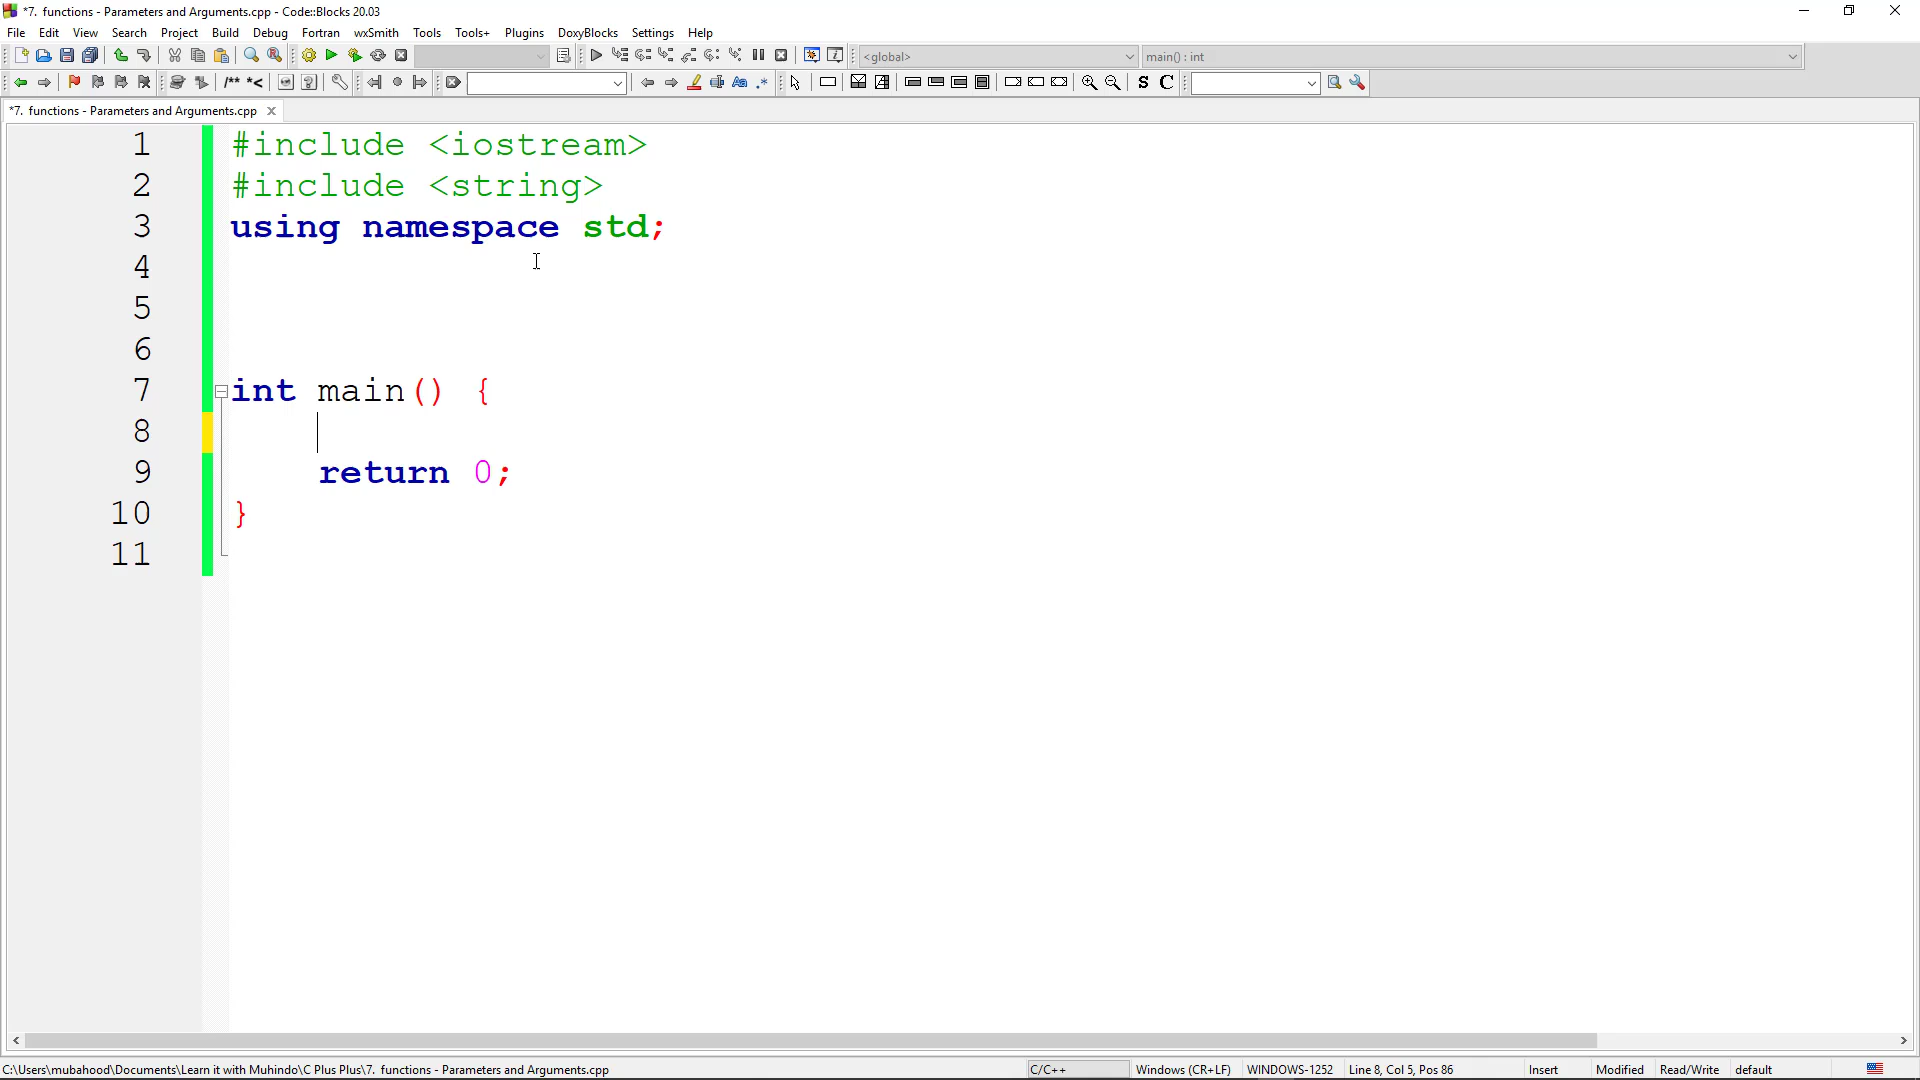 *7. functions - Parameters and Arguments.cpp - Code::Blocks 20.03
File Edit View Search Project Build Debug Fortran wxSmith Tools Tools+ Plugins DoxyBlocks Settings Help
<global> main() : int
/** *< Aa .* S C
*7. functions - Parameters and Arguments.cpp
1 #include <iostream>
2 #include <string>
3 using namespace std;
4
5
6
7 int main() {
8
9 return 0;
10 }
11
C:\Users\mubahood\Documents\Learn it with Muhindo\C Plus Plus\7. functions - Parameters and Arguments.cpp C/C++ Windows (CR+LF) WINDOWS-1252 Line 8, Col 5, Pos 86 Insert Modified Read/Write default